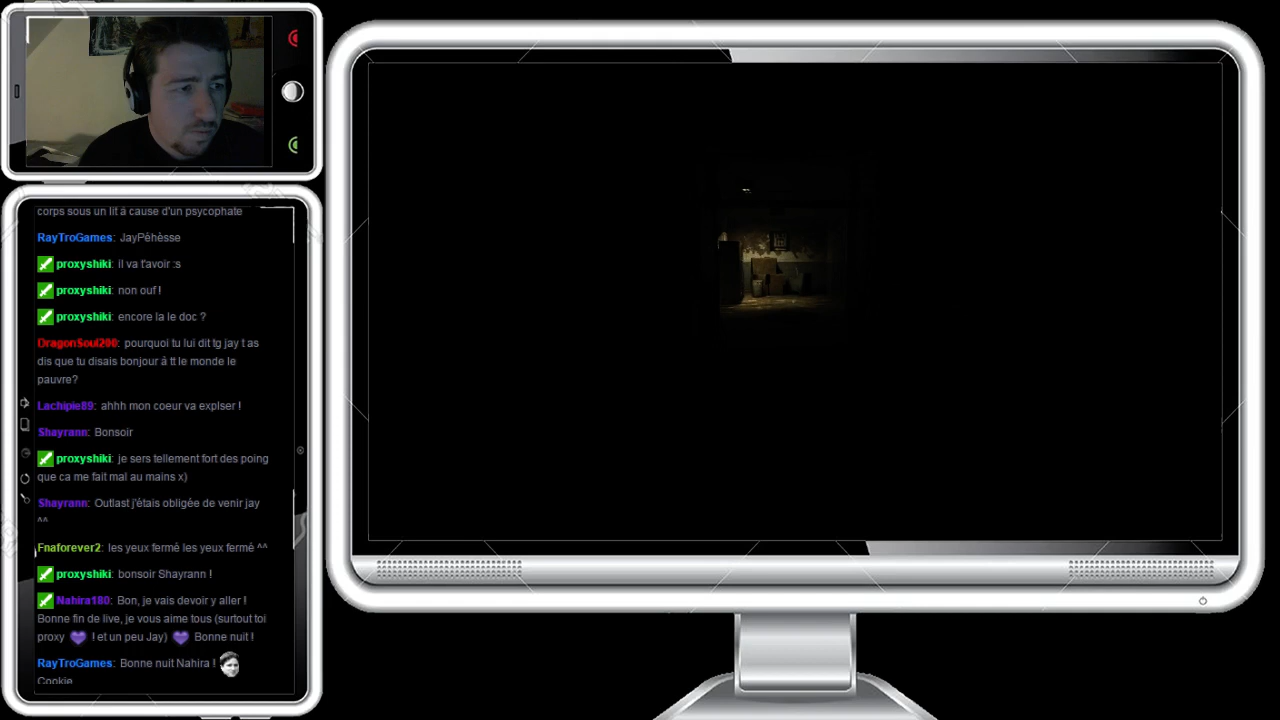 corps sous un lit à cause d'un psycophate
RayTroGames: JayPéhèsse
proxyshiki: il va t'avoir :s
proxyshiki: non ouf !
proxyshiki: encore la le doc ?
DragonSoul200: pourquoi tu lui dit tg jay t as
dis que tu disais bonjour á tt le monde le
pauvre?
Lachipie89: ahhh mon coeur va explser !
Shayrann: Bonsoir
proxyshiki: je sers tellement fort des poing
que ca me fait mal au mains x)
Shayrann: Outlast j'étais obligée de venir jay
^^
Fnaforever2: les yeux fermé les yeux fermé ^^
proxyshiki: bonsoir Shayrann !
Nahira180: Bon, je vais devoir y aller !
Bonne fin de live, je vous aime tous (surtout toi
proxy ! et un peu Jay) Bonne nuit !
RayTroGames: Bonne nuit Nahira !
Cookie